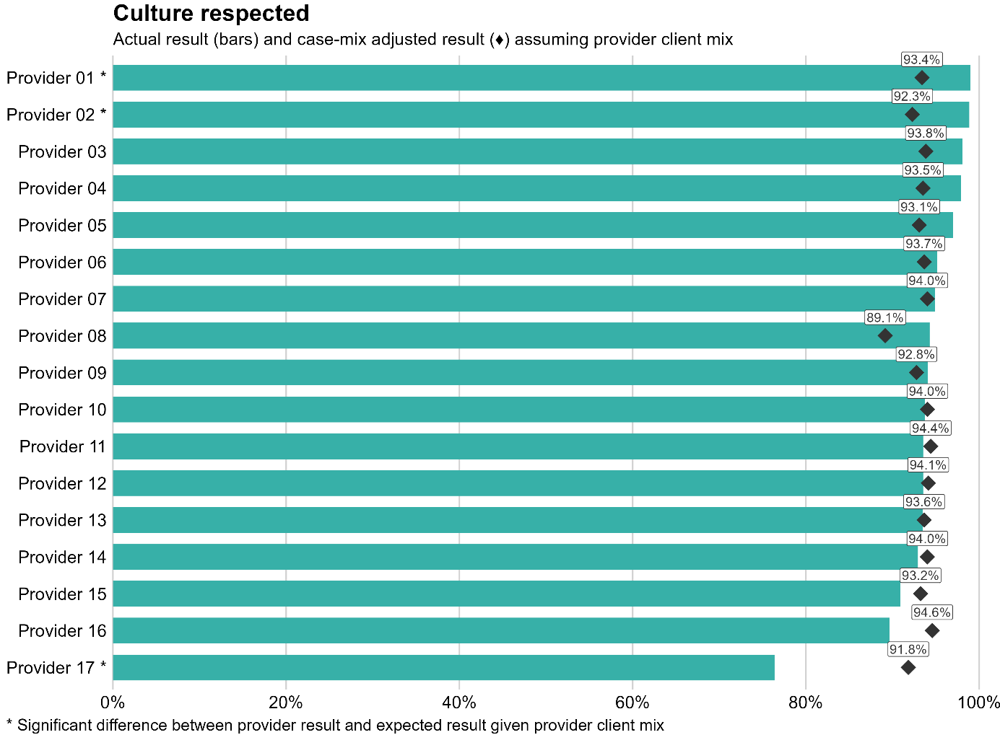 Culture respected
Actual result (bars) and case-mix adjusted result (♦) assuming provider client mix
Provider 01 * 93.4%
Provider 02 * 92.3%
Provider 03 93.8%
Provider 04 93.5%
Provider 05 93.1%
Provider 06 93.7%
Provider 07 94.0%
Provider 08 89.1%
Provider 09 92.8%
Provider 10 94.0%
Provider 11 94.4%
Provider 12 94.1%
Provider 13 93.6%
Provider 14 94.0%
Provider 15 93.2%
Provider 16 94.6%
Provider 17 * 91.8%
0% 20% 40% 60% 80% 100%
* Significant difference between provider result and expected result given provider client mix